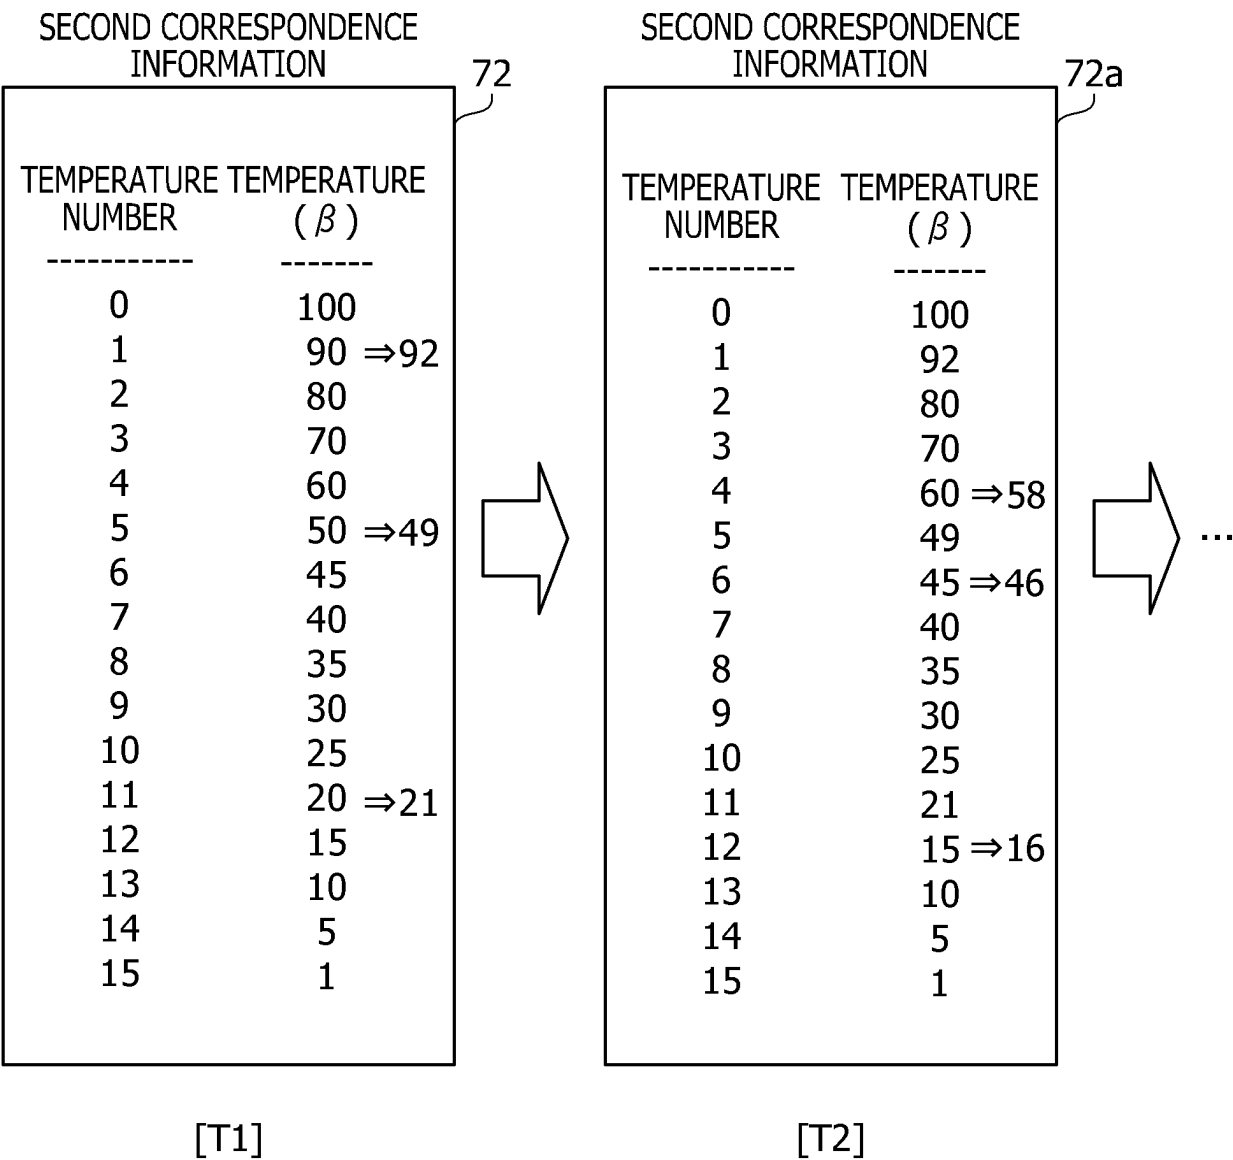 SECOND CORRESPONDENCE
INFORMATION
72
TEMPERATURE TEMPERATURE
NUMBER (β)
----------- -------
0 100
1 90 ⇒92
2 80
3 70
4 60
5 50 ⇒49
6 45
7 40
8 35
9 30
10 25
11 20 ⇒21
12 15
13 10
14 5
15 1
[T1]
SECOND CORRESPONDENCE
INFORMATION
72a
TEMPERATURE TEMPERATURE
NUMBER (β)
----------- -------
0 100
1 92
2 80
3 70
4 60 ⇒58
5 49
6 45 ⇒46
7 40
8 35
9 30
10 25
11 21
12 15 ⇒16
13 10
14 5
15 1
[T2]
...